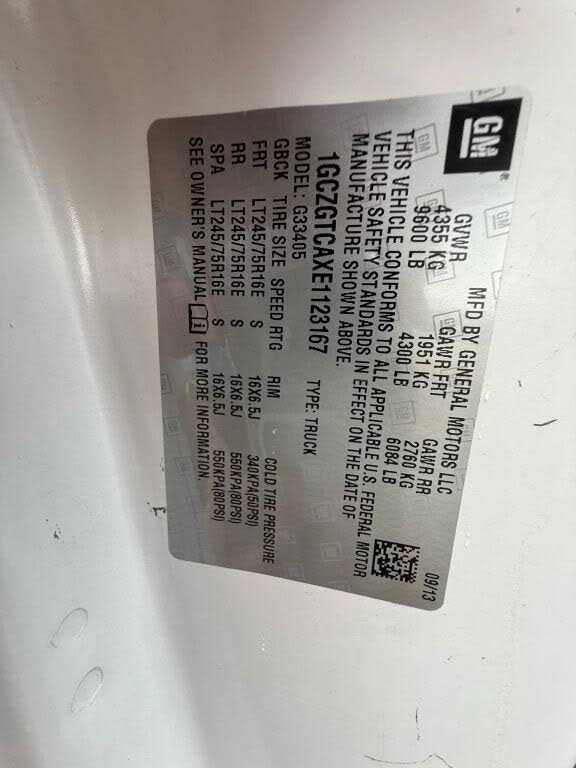 GM
MFD BY GENERAL MOTORS LLC 09/13
GVWR GAWR FRT GAWR RR
4355 KG 1951 KG 2760 KG
9600 LB 4300 LB 6084 LB
THIS VEHICLE CONFORMS TO ALL APPLICABLE U.S. FEDERAL MOTOR
VEHICLE SAFETY STANDARDS IN EFFECT ON THE DATE OF
MANUFACTURE SHOWN ABOVE.
1GCZGTCAXE1123167 TYPE: TRUCK
MODEL: G33405
GBCK TIRE SIZE SPEED RTG RIM COLD TIRE PRESSURE
FRT LT245/75R16E S 16X6.5J 340KPA(50PSI)
RR LT245/75R16E S 16X6.5J 550KPA(80PSI)
SPA LT245/75R16E S 16X6.5J 550KPA(80PSI)
SEE OWNER'S MANUAL i FOR MORE INFORMATION.